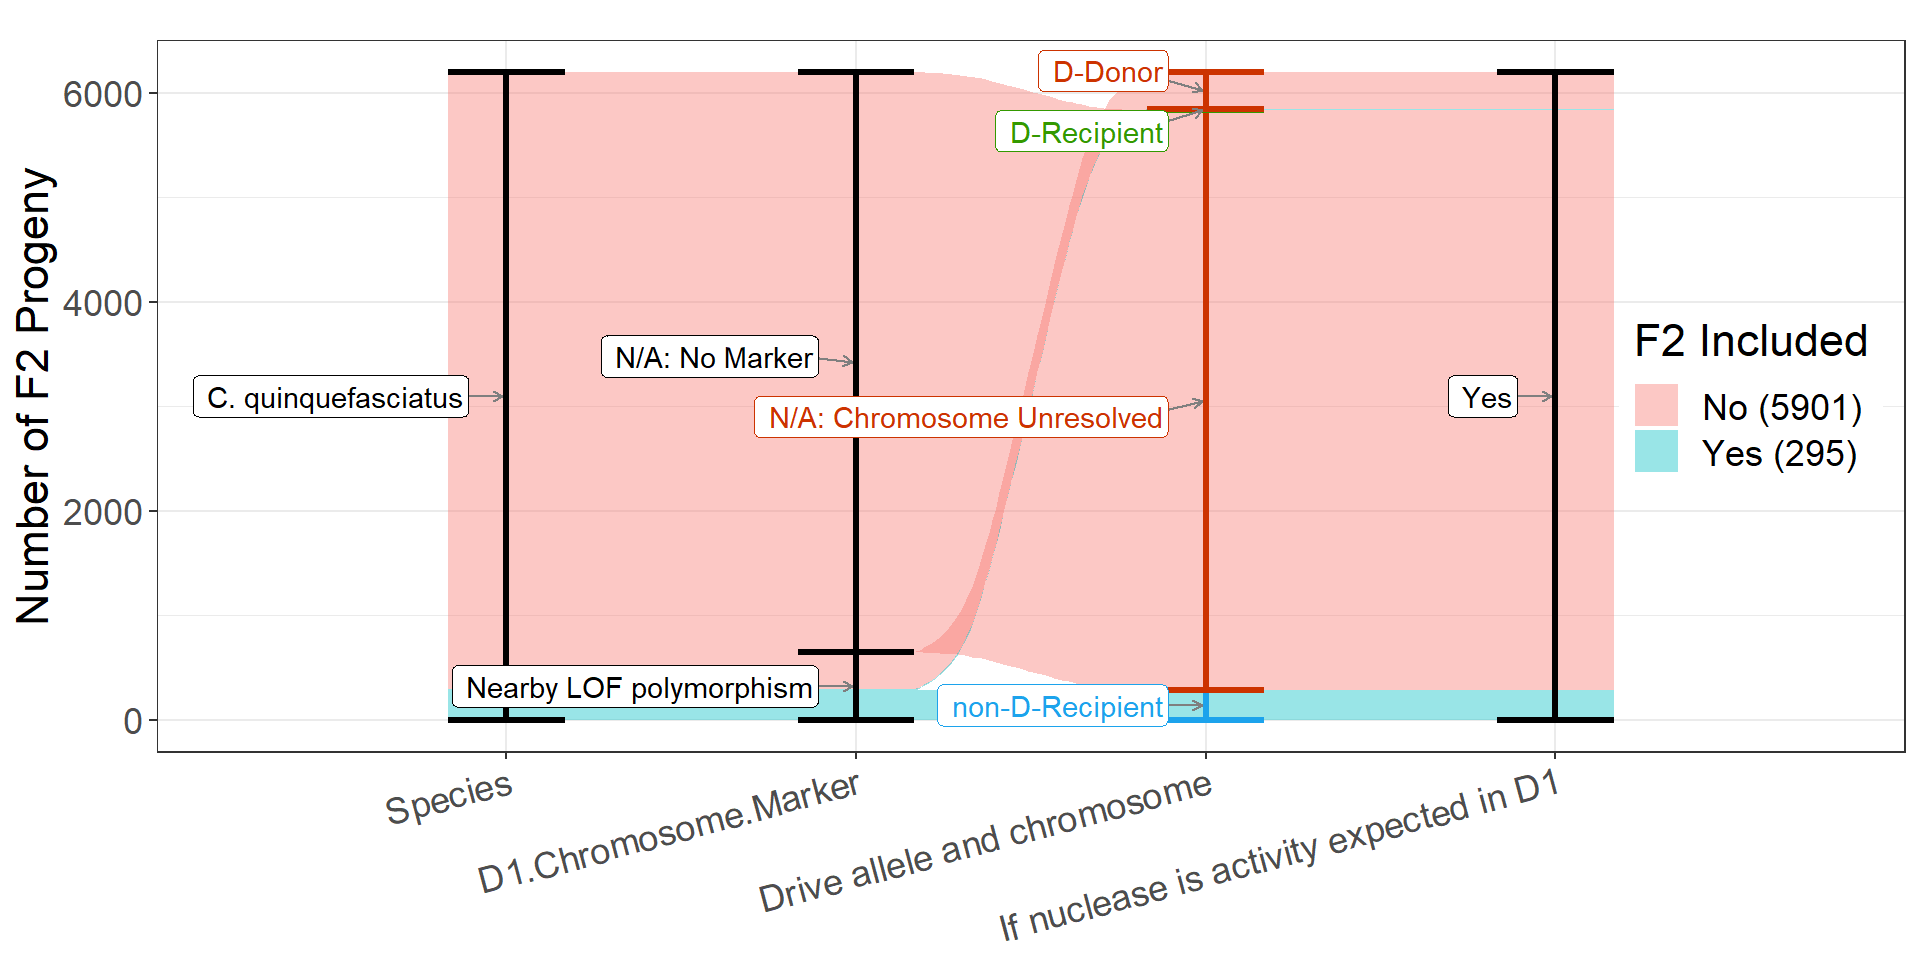 Number of F2 Progeny
6000
4000
2000
0
D-Donor
D-Recipient
N/A: No Marker
C. quinquefasciatus
N/A: Chromosome Unresolved
Yes
Nearby LOF polymorphism
non-D-Recipient
F2 Included
No (5901)
Yes (295)
Species
D1.Chromosome.Marker
Drive allele and chromosome
If nuclease is activity expected in D1